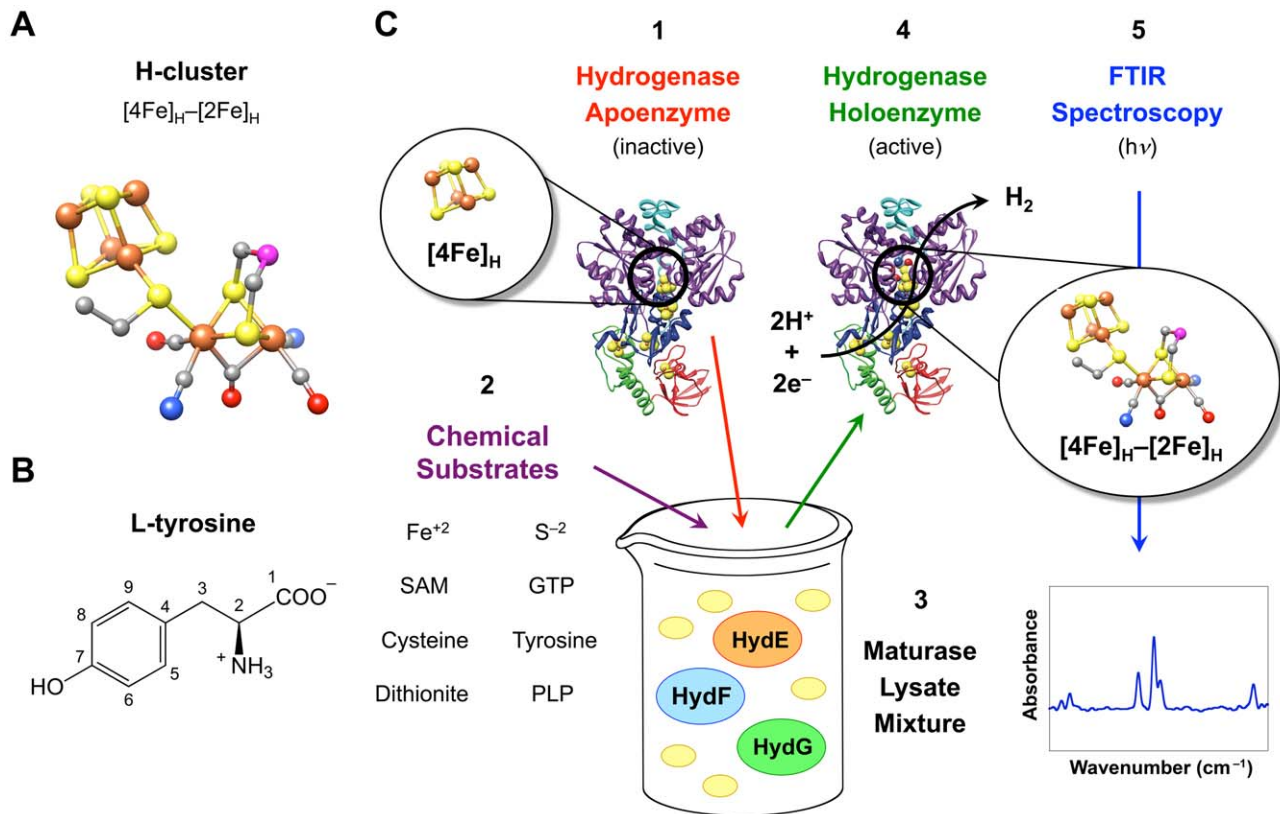 A
H-cluster
[4Fe]H–[2Fe]H
B
L-tyrosine
1
2
3
4
5
6
7
8
9
COO–
+
NH3
HO
C
1
Hydrogenase
Apoenzyme
(inactive)
[4Fe]H
2
Chemical
Substrates
Fe+2 S–2
SAM GTP
Cysteine Tyrosine
Dithionite PLP
HydE
HydF
HydG
3
Maturase
Lysate
Mixture
4
Hydrogenase
Holoenzyme
(active)
H2
2H+
+
2e–
5
FTIR
Spectroscopy
(hν)
[4Fe]H–[2Fe]H
Absorbance
Wavenumber (cm–1)